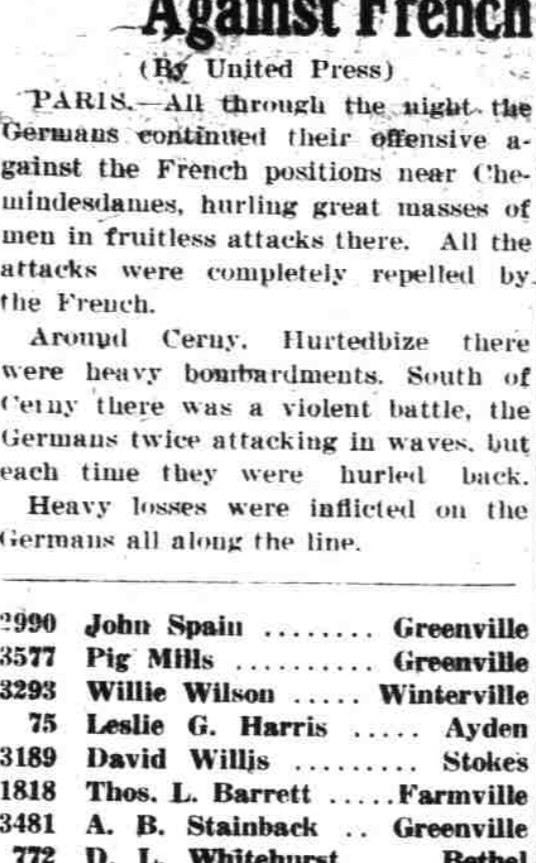 Against French
(By United Press)
PARIS.—All through the night the
Germans continued their offensive a-
gainst the French positions near Che-
mindesdames, hurling great masses of
men in fruitless attacks there. All the
attacks were completely repelled by
the French.
Around Cerny, Hurtedbize there
were heavy bombardments. South of
Cerny there was a violent battle, the
Germans twice attacking in waves, but
each time they were hurled back.
Heavy losses were inflicted on the
Germans all along the line.
2990 John Spain ........ Greenville
3577 Pig Mills .......... Greenville
3293 Willie Wilson ..... Winterville
75 Leslie G. Harris ..... Ayden
3189 David Willis ......... Stokes
1818 Thos. L. Barrett .....Farmville
3481 A. B. Stainback .. Greenville
772 D. L. Whitehurst Bethel